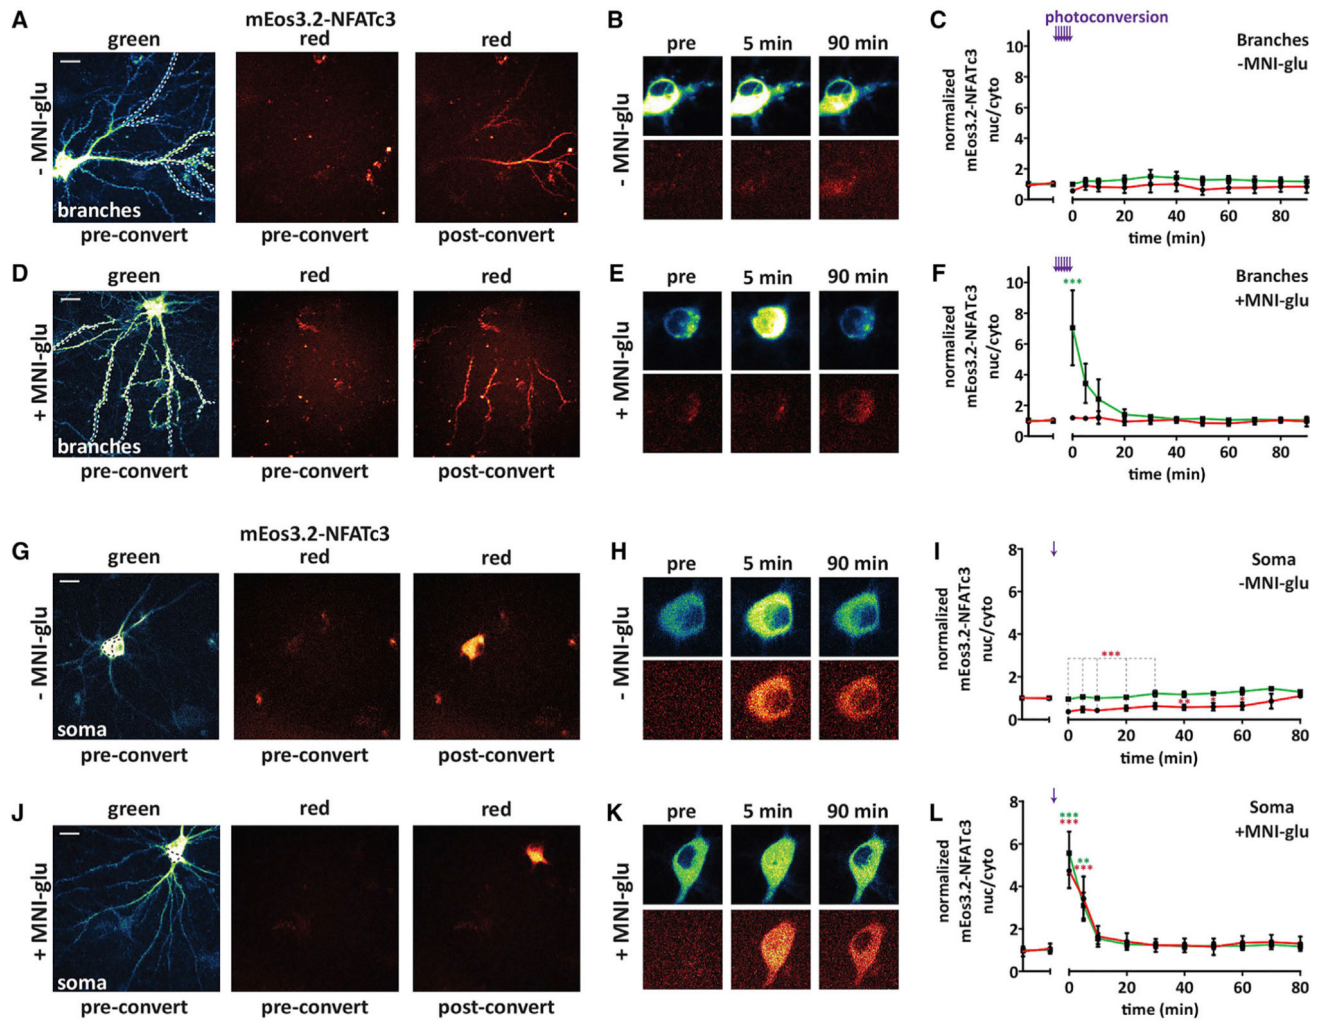 A
mEos3.2-NFATc3
green
red
red
- MNI-glu
branches
pre-convert
pre-convert
post-convert
B
pre
5 min
90 min
- MNI-glu
C
photoconversion
Branches
-MNI-glu
normalized
mEos3.2-NFATc3
nuc/cyto
10
8
6
4
2
0
0
20
40
60
80
time (min)
D
green
red
red
+ MNI-glu
branches
pre-convert
pre-convert
post-convert
E
pre
5 min
90 min
+ MNI-glu
F
Branches
+MNI-glu
normalized
mEos3.2-NFATc3
nuc/cyto
***
10
8
6
4
2
0
0
20
40
60
80
time (min)
G
mEos3.2-NFATc3
green
red
red
- MNI-glu
soma
pre-convert
pre-convert
post-convert
H
pre
5 min
90 min
- MNI-glu
I
Soma
-MNI-glu
normalized
mEos3.2-NFATc3
nuc/cyto
8
6
4
2
0
***
**
*
*
0
20
40
60
80
time (min)
J
green
red
red
+ MNI-glu
soma
pre-convert
pre-convert
post-convert
K
pre
5 min
90 min
+ MNI-glu
L
Soma
+MNI-glu
normalized
mEos3.2-NFATc3
nuc/cyto
8
6
4
2
0
***
***
**
***
0
20
40
60
80
time (min)